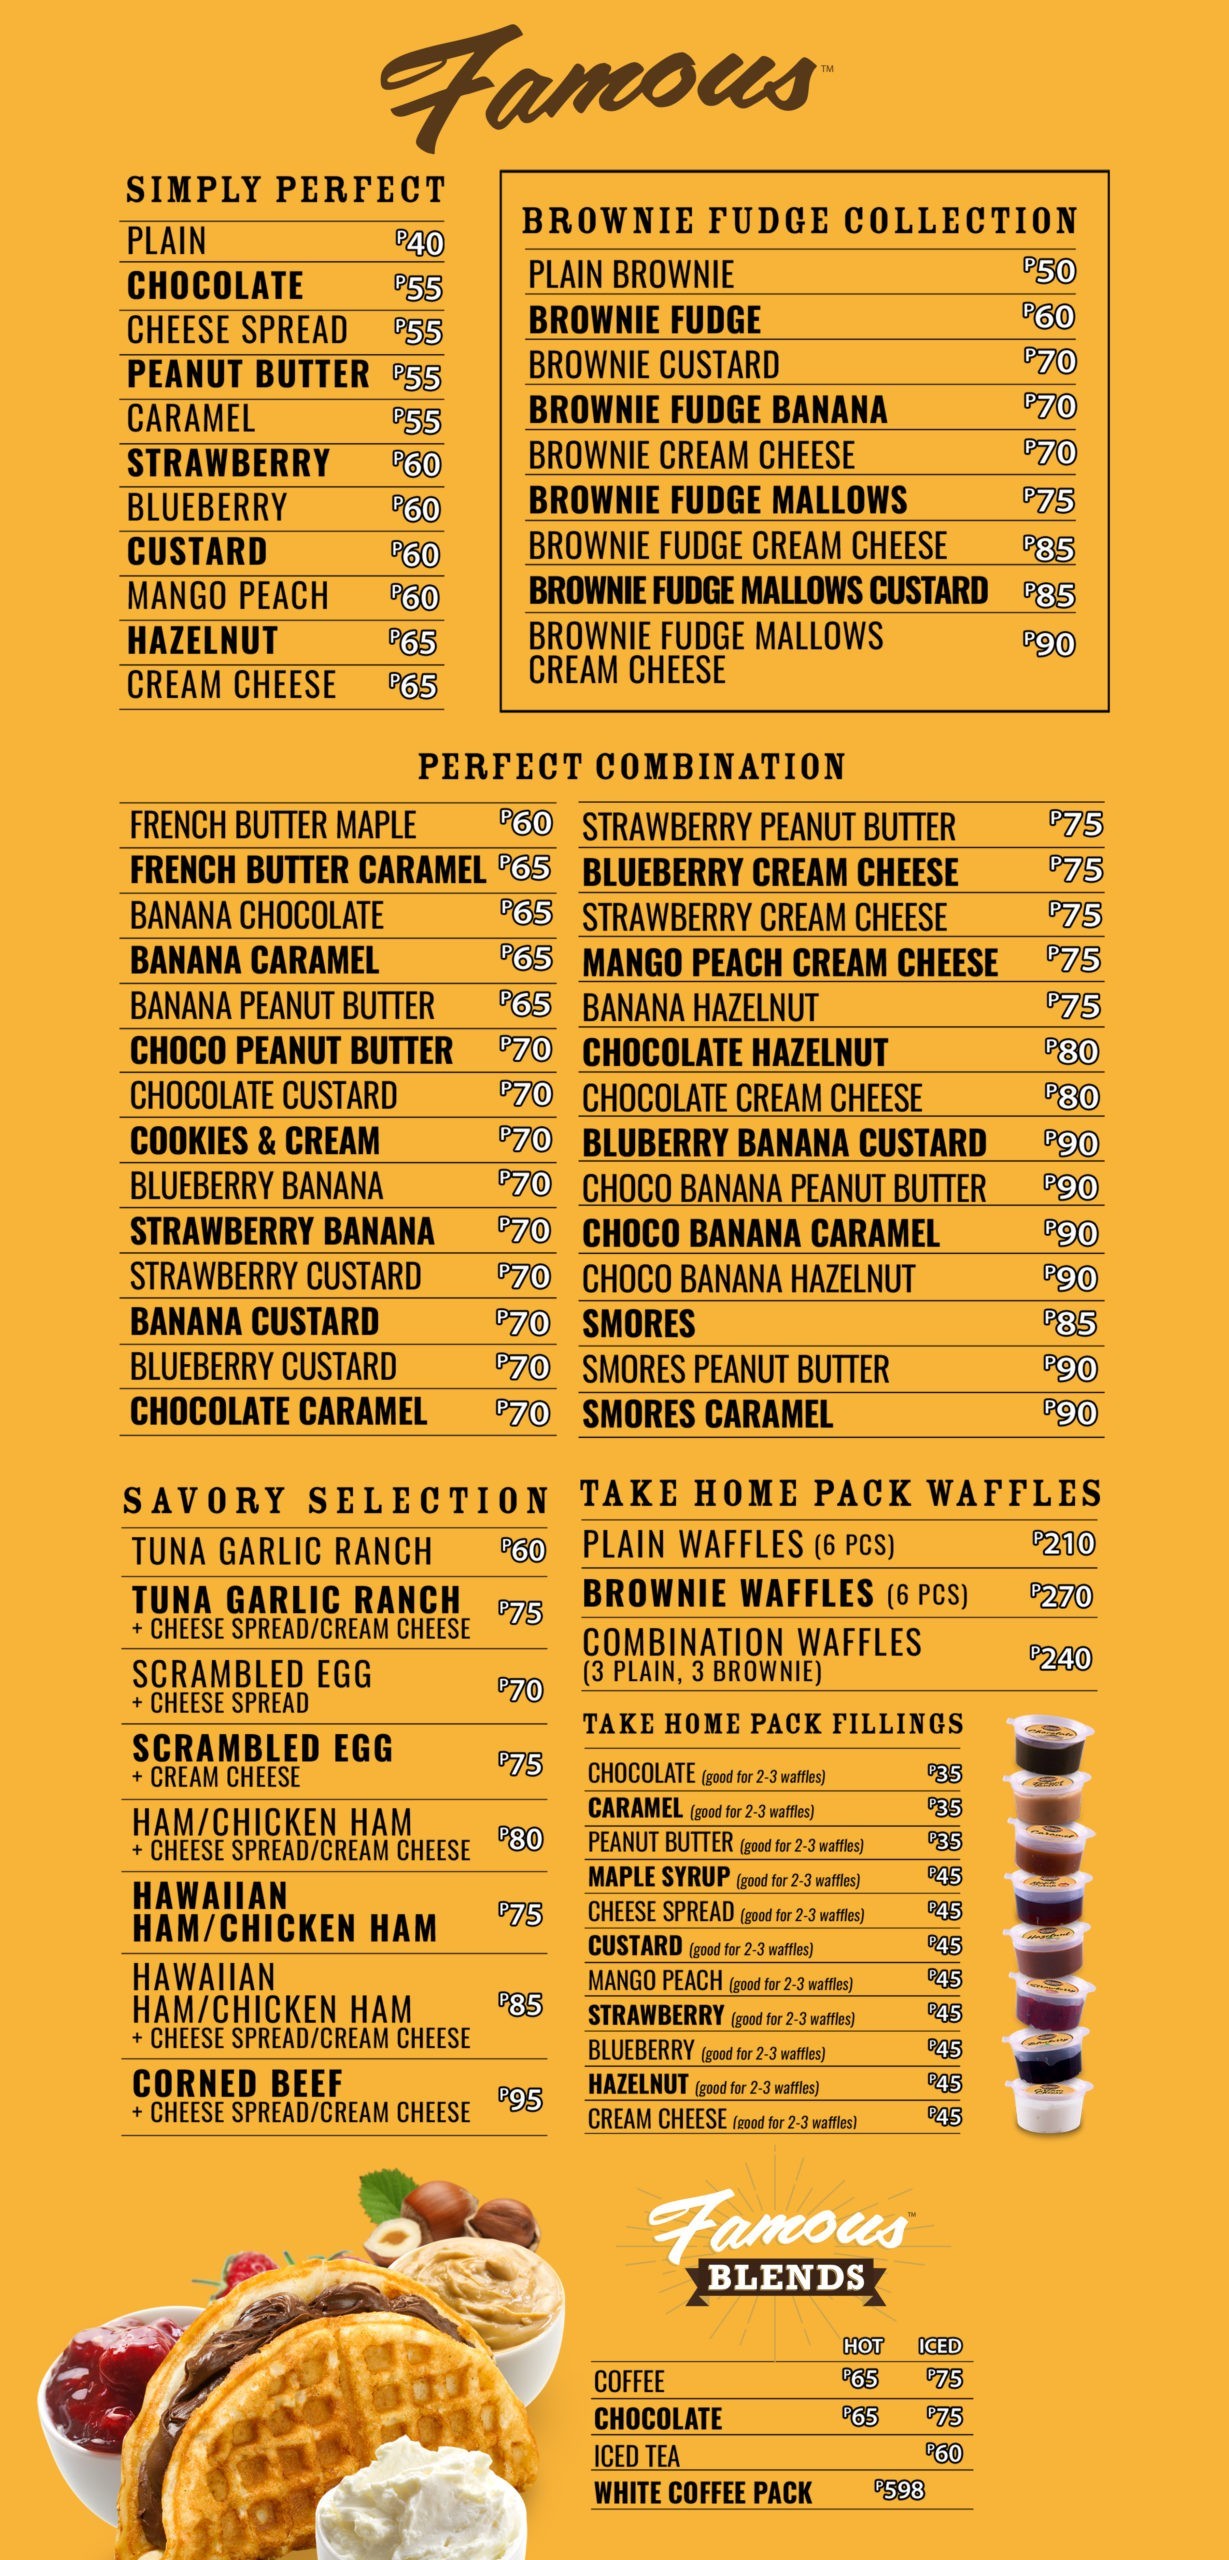 Famous™
SIMPLY PERFECT
PLAIN ₱40
CHOCOLATE ₱55
CHEESE SPREAD ₱55
PEANUT BUTTER ₱55
CARAMEL ₱55
STRAWBERRY ₱60
BLUEBERRY ₱60
CUSTARD ₱60
MANGO PEACH ₱60
HAZELNUT ₱65
CREAM CHEESE ₱65
BROWNIE FUDGE COLLECTION
PLAIN BROWNIE ₱50
BROWNIE FUDGE ₱60
BROWNIE CUSTARD ₱70
BROWNIE FUDGE BANANA ₱70
BROWNIE CREAM CHEESE ₱70
BROWNIE FUDGE MALLOWS ₱75
BROWNIE FUDGE CREAM CHEESE ₱85
BROWNIE FUDGE MALLOWS CUSTARD ₱85
BROWNIE FUDGE MALLOWS ₱90
CREAM CHEESE
PERFECT COMBINATION
FRENCH BUTTER MAPLE ₱60
FRENCH BUTTER CARAMEL ₱65
BANANA CHOCOLATE ₱65
BANANA CARAMEL ₱65
BANANA PEANUT BUTTER ₱65
CHOCO PEANUT BUTTER ₱70
CHOCOLATE CUSTARD ₱70
COOKIES & CREAM ₱70
BLUEBERRY BANANA ₱70
STRAWBERRY BANANA ₱70
STRAWBERRY CUSTARD ₱70
BANANA CUSTARD ₱70
BLUEBERRY CUSTARD ₱70
CHOCOLATE CARAMEL ₱70
STRAWBERRY PEANUT BUTTER ₱75
BLUEBERRY CREAM CHEESE ₱75
STRAWBERRY CREAM CHEESE ₱75
MANGO PEACH CREAM CHEESE ₱75
BANANA HAZELNUT ₱75
CHOCOLATE HAZELNUT ₱80
CHOCOLATE CREAM CHEESE ₱80
BLUBERRY BANANA CUSTARD ₱90
CHOCO BANANA PEANUT BUTTER ₱90
CHOCO BANANA CARAMEL ₱90
CHOCO BANANA HAZELNUT ₱90
SMORES ₱85
SMORES PEANUT BUTTER ₱90
SMORES CARAMEL ₱90
SAVORY SELECTION
TUNA GARLIC RANCH ₱60
TUNA GARLIC RANCH ₱75
+ CHEESE SPREAD/CREAM CHEESE
SCRAMBLED EGG ₱70
+ CHEESE SPREAD
SCRAMBLED EGG ₱75
+ CREAM CHEESE
HAM/CHICKEN HAM ₱80
+ CHEESE SPREAD/CREAM CHEESE
HAWAIIAN ₱75
HAM/CHICKEN HAM
HAWAIIAN
HAM/CHICKEN HAM ₱85
+ CHEESE SPREAD/CREAM CHEESE
CORNED BEEF ₱95
+ CHEESE SPREAD/CREAM CHEESE
TAKE HOME PACK WAFFLES
PLAIN WAFFLES (6 PCS) ₱210
BROWNIE WAFFLES (6 PCS) ₱270
COMBINATION WAFFLES ₱240
(3 PLAIN, 3 BROWNIE)
TAKE HOME PACK FILLINGS
CHOCOLATE (good for 2-3 waffles) ₱35
CARAMEL (good for 2-3 waffles) ₱35
PEANUT BUTTER (good for 2-3 waffles) ₱35
MAPLE SYRUP (good for 2-3 waffles) ₱45
CHEESE SPREAD (good for 2-3 waffles) ₱45
CUSTARD (good for 2-3 waffles) ₱45
MANGO PEACH (good for 2-3 waffles) ₱45
STRAWBERRY (good for 2-3 waffles) ₱45
BLUEBERRY (good for 2-3 waffles) ₱45
HAZELNUT (good for 2-3 waffles) ₱45
CREAM CHEESE (good for 2-3 waffles) ₱45
Chocolate
Caramel
Hazelnut
Strawberry
Famous™
BLENDS
HOT ICED
COFFEE ₱65 ₱75
CHOCOLATE ₱65 ₱75
ICED TEA ₱60
WHITE COFFEE PACK ₱598